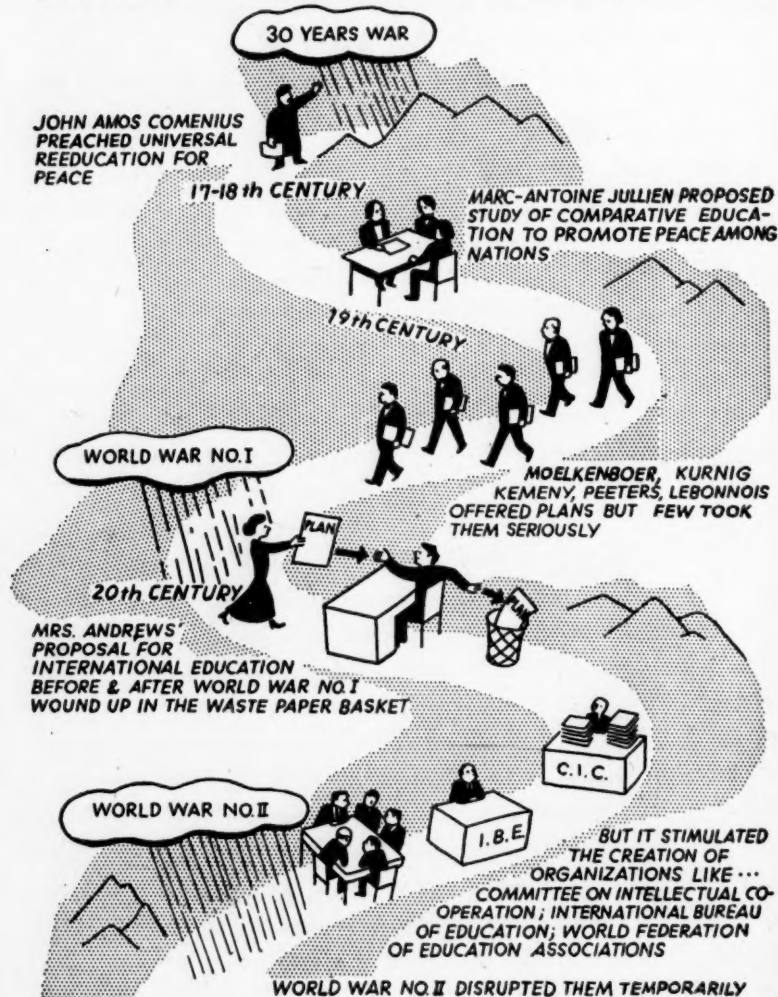 30 YEARS WAR
JOHN AMOS COMENIUS
PREACHED UNIVERSAL
REEDUCATION FOR
PEACE
17-18th CENTURY
MARC-ANTOINE JULLIEN PROPOSED
STUDY OF COMPARATIVE EDUCA-
TION TO PROMOTE PEACE AMONG
NATIONS
19th CENTURY
WORLD WAR NO. I
MOELKENBOER, KURNIG
KEMENY, PEETERS, LEBONNOIS
OFFERED PLANS BUT FEW TOOK
THEM SERIOUSLY
PLAN
PLAN
20th CENTURY
MRS. ANDREWS'
PROPOSAL FOR
INTERNATIONAL EDUCATION
BEFORE & AFTER WORLD WAR NO. I
WOUND UP IN THE WASTE PAPER BASKET
C.I.C.
I.B.E.
WORLD WAR NO. II
BUT IT STIMULATED
THE CREATION OF
ORGANIZATIONS LIKE ...
COMMITTEE ON INTELLECTUAL CO-
OPERATION; INTERNATIONAL BUREAU
OF EDUCATION; WORLD FEDERATION
OF EDUCATION ASSOCIATIONS
WORLD WAR NO. II DISRUPTED THEM TEMPORARILY